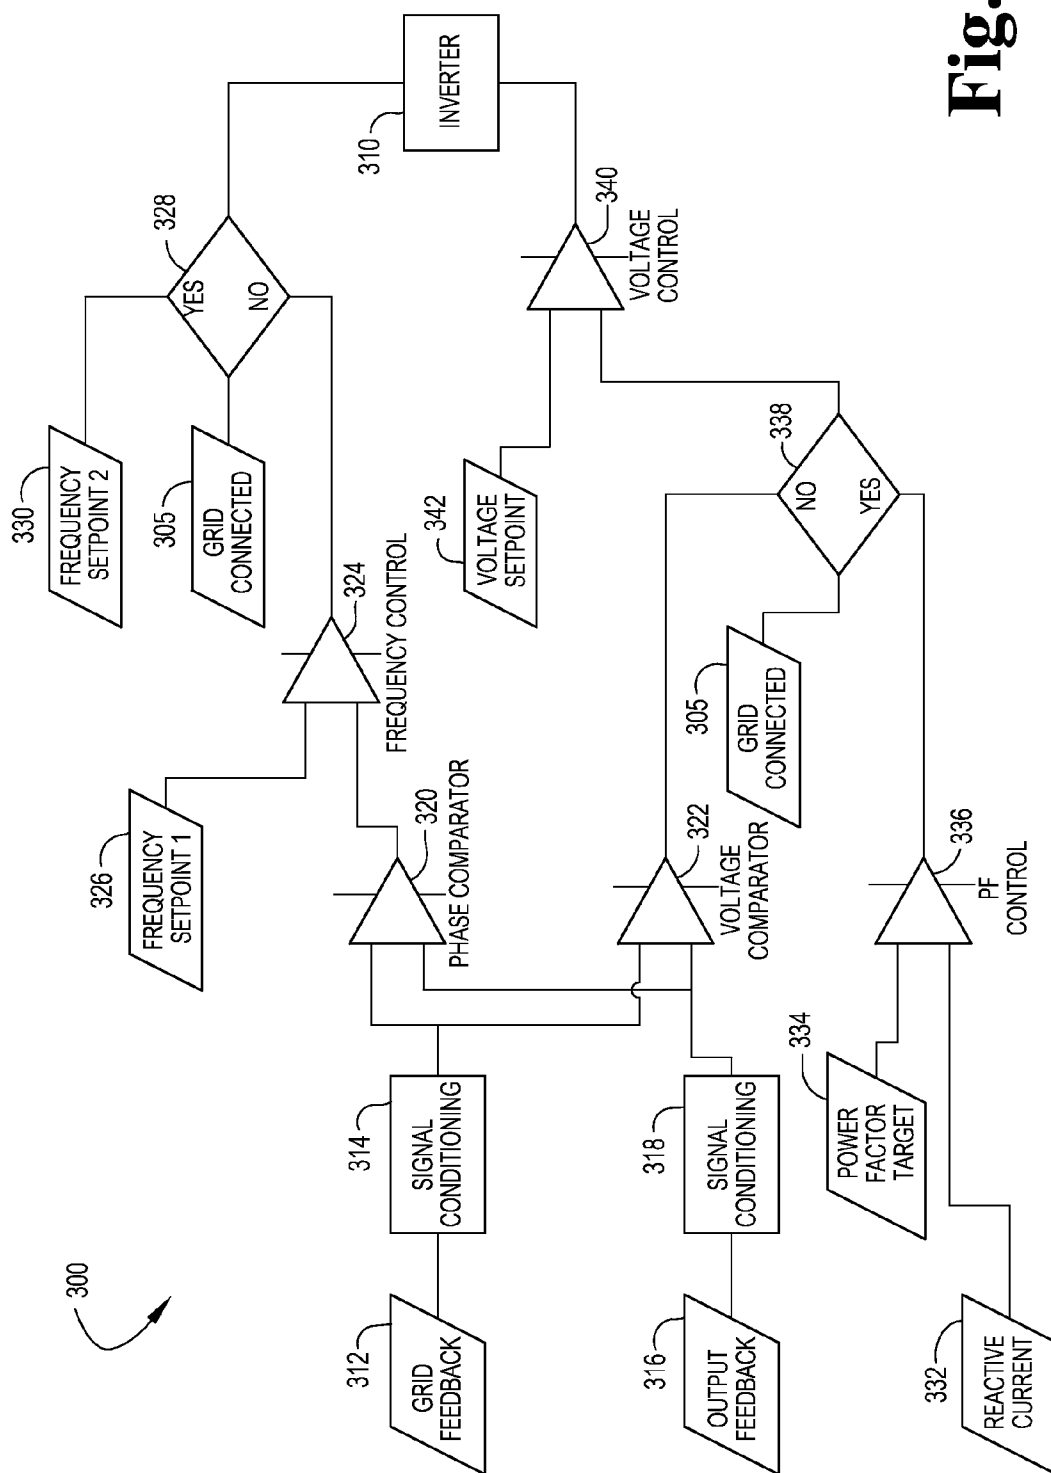 300
312
GRID
FEEDBACK
314
SIGNAL
CONDITIONING
316
OUTPUT
FEEDBACK
318
SIGNAL
CONDITIONING
332
REACTIVE
CURRENT
334
POWER
FACTOR
TARGET
326
FREQUENCY
SETPOINT 1
320
PHASE COMPARATOR
322
VOLTAGE
COMPARATOR
336
PF
CONTROL
324
FREQUENCY CONTROL
305
GRID
CONNECTED
330
FREQUENCY
SETPOINT 2
305
GRID
CONNECTED
342
VOLTAGE
SETPOINT
338
NO
YES
328
YES
NO
340
VOLTAGE
CONTROL
310
INVERTER
Fig.